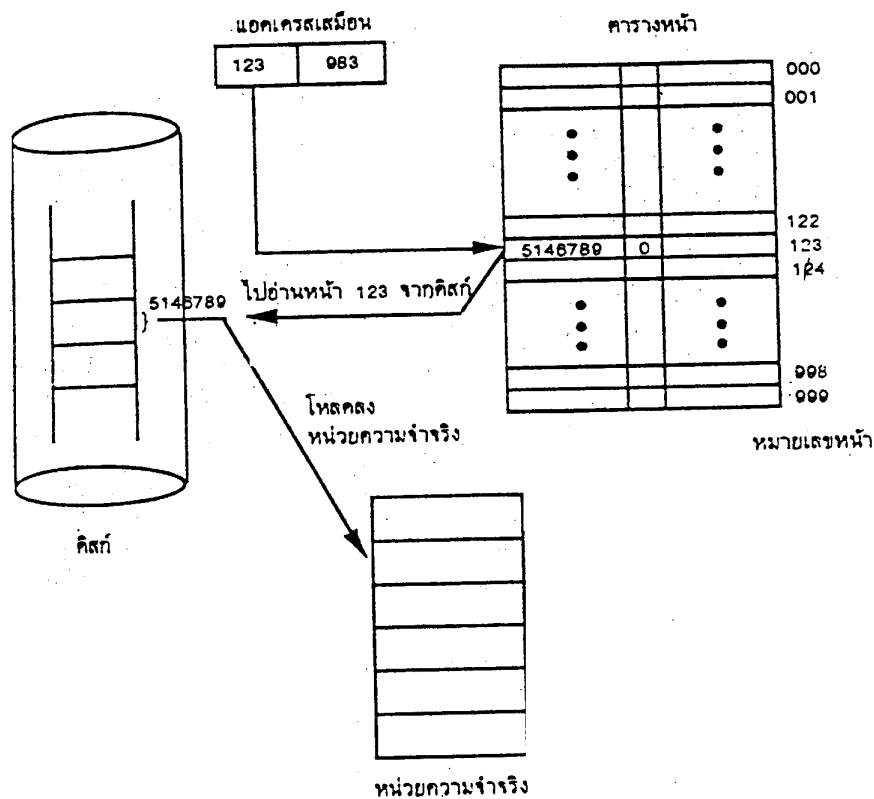 แอดเดรสเสมือน
123 983
ตารางหน้า
000
001
122
5146789 0 123
124
998
999
หมายเลขหน้า
5146789
ไปอ่านหน้า 123 จากดิสก์
โหลดลง
หน่วยความจำจริง
ดิสก์
หน่วยความจำจริง